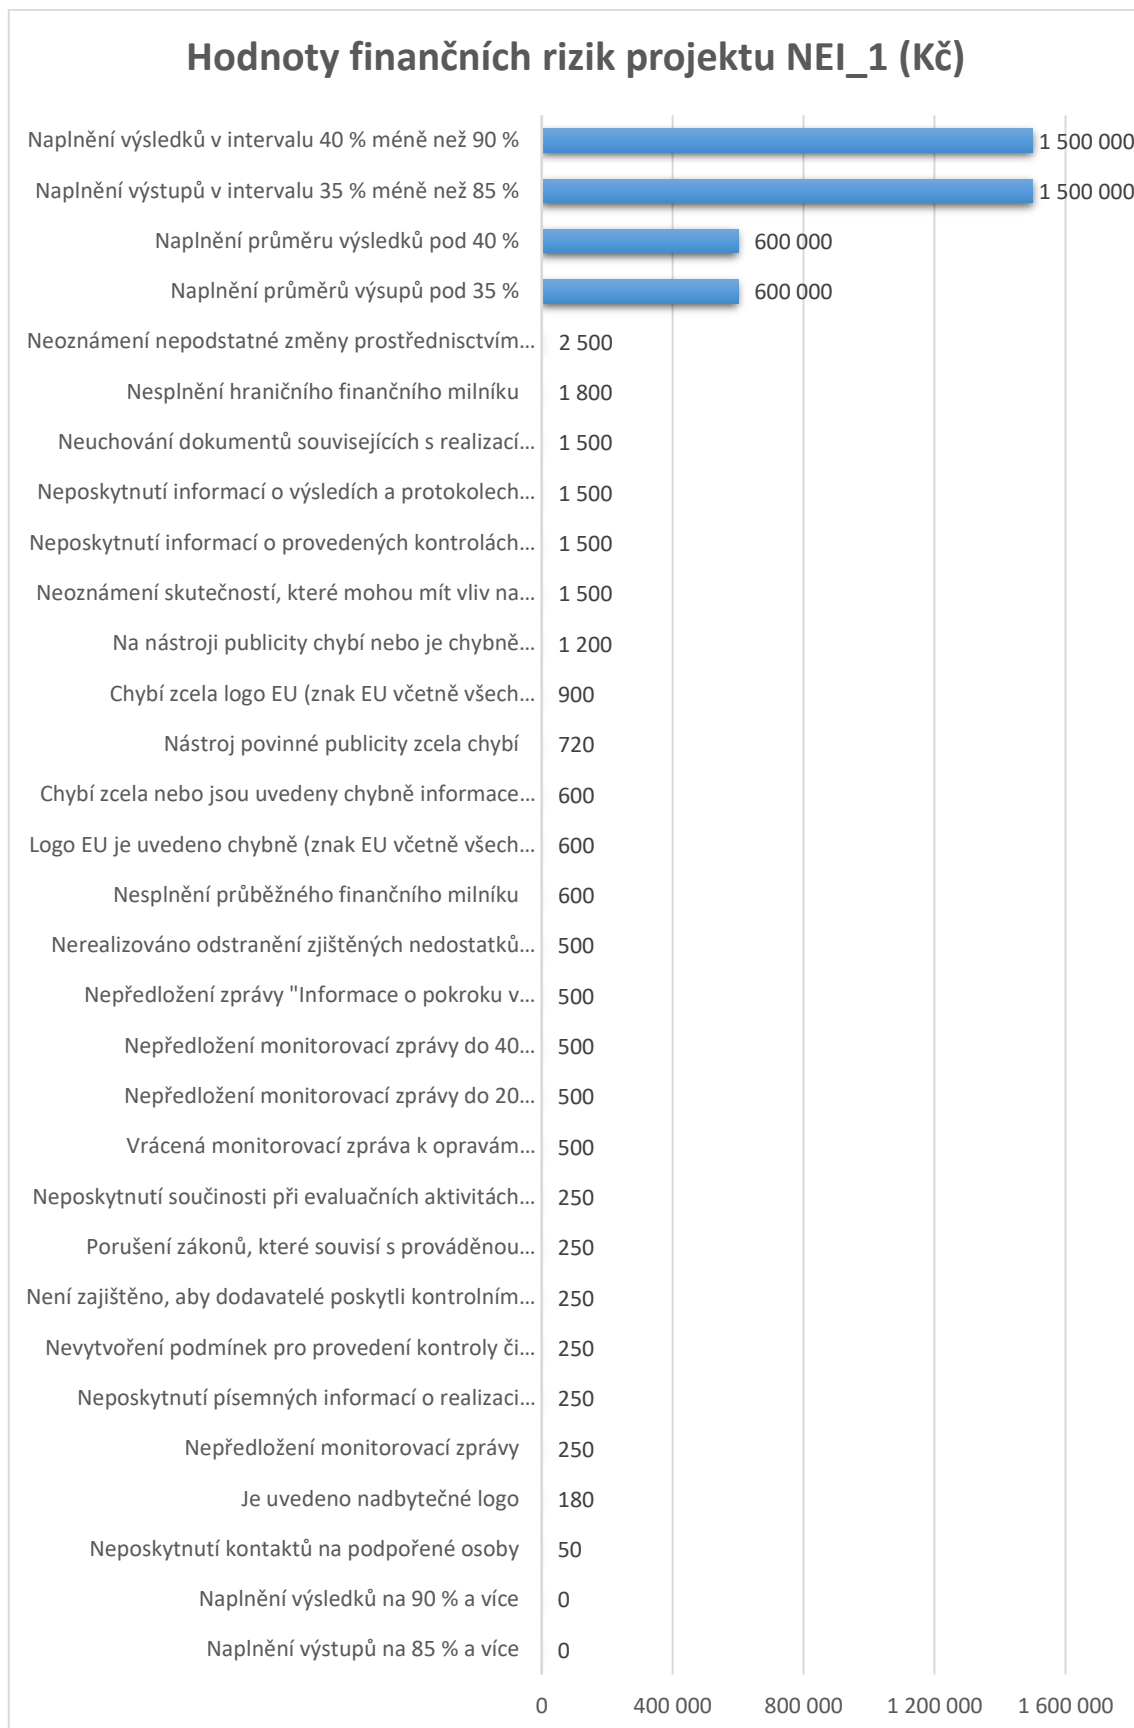 Hodnoty finančních rizik projektu NEI_1 (Kč)
Naplnění výsledků v intervalu 40 % méně než 90 % 1 500 000
Naplnění výstupů v intervalu 35 % méně než 85 % 1 500 000
Naplnění průměru výsledků pod 40 % 600 000
Naplnění průměrů výsupů pod 35 % 600 000
Neoznámení nepodstatné změny prostřednisctvím... 2 500
Nesplnění hraničního finančního milníku 1 800
Neuchování dokumentů souvisejících s realizací... 1 500
Neposkytnutí informací o výsledích a protokolech... 1 500
Neposkytnutí informací o provedených kontrolách... 1 500
Neoznámení skutečností, které mohou mít vliv na... 1 500
Na nástroji publicity chybí nebo je chybně... 1 200
Chybí zcela logo EU (znak EU včetně všech... 900
Nástroj povinné publicity zcela chybí 720
Chybí zcela nebo jsou uvedeny chybně informace... 600
Logo EU je uvedeno chybně (znak EU včetně všech... 600
Nesplnění průběžného finančního milníku 600
Nerealizováno odstranění zjištěných nedostatků... 500
Nepředložení zprávy "Informace o pokroku v... 500
Nepředložení monitorovací zprávy do 40... 500
Nepředložení monitorovací zprávy do 20... 500
Vrácená monitorovací zpráva k opravám... 500
Neposkytnutí součinosti při evaluačních aktivitách... 250
Porušení zákonů, které souvisí s prováděnou... 250
Není zajištěno, aby dodavatelé poskytli kontrolním... 250
Nevytvoření podmínek pro provedení kontroly či... 250
Neposkytnutí písemných informací o realizaci... 250
Nepředložení monitorovací zprávy 250
Je uvedeno nadbytečné logo 180
Neposkytnutí kontaktů na podpořené osoby 50
Naplnění výsledků na 90 % a více 0
Naplnění výstupů na 85 % a více 0
0 400 000 800 000 1 200 000 1 600 000